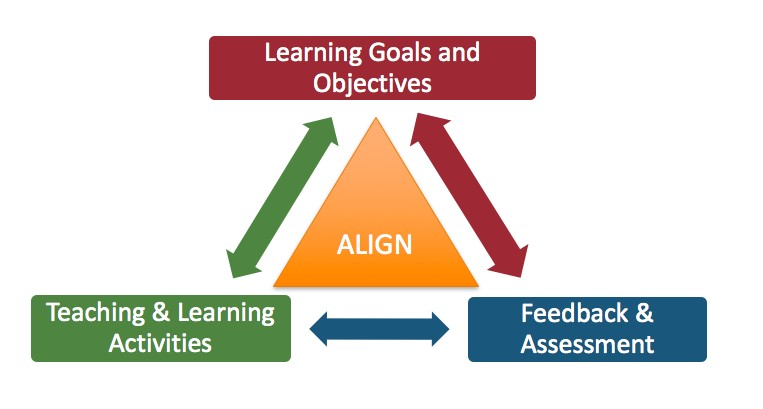 Learning Goals and
Objectives
ALIGN
Teaching & Learning
Activities
Feedback &
Assessment